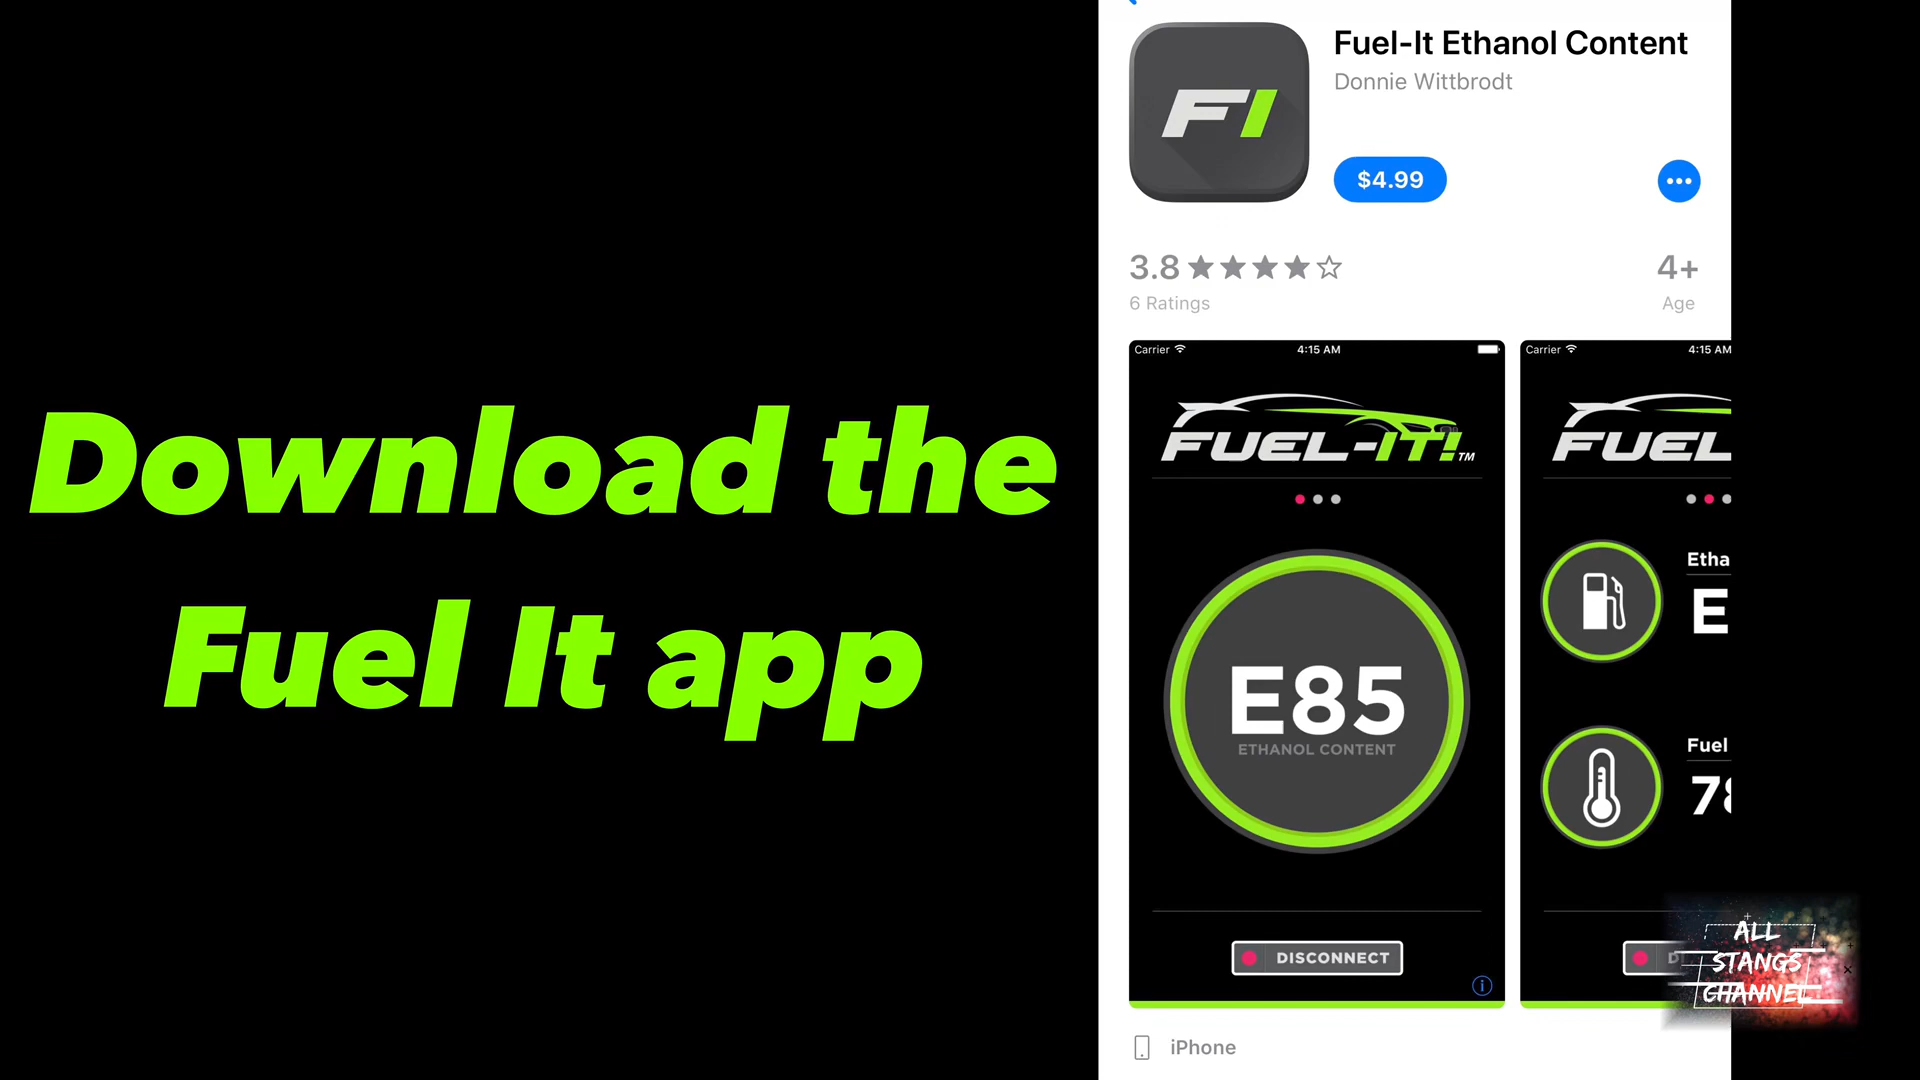 Download the
Fuel It app
FI
Fuel-It Ethanol Content
Donnie Wittbrodt
$4.99
3.8
4+
6 Ratings
Age
Carrier
4:15 AM
FUEL-IT!™
E85
ETHANOL CONTENT
DISCONNECT
Carrier
4:15 AM
FUEL
Etha
E
Fuel
78
iPhone
ALL
STANGS
CHANNEL